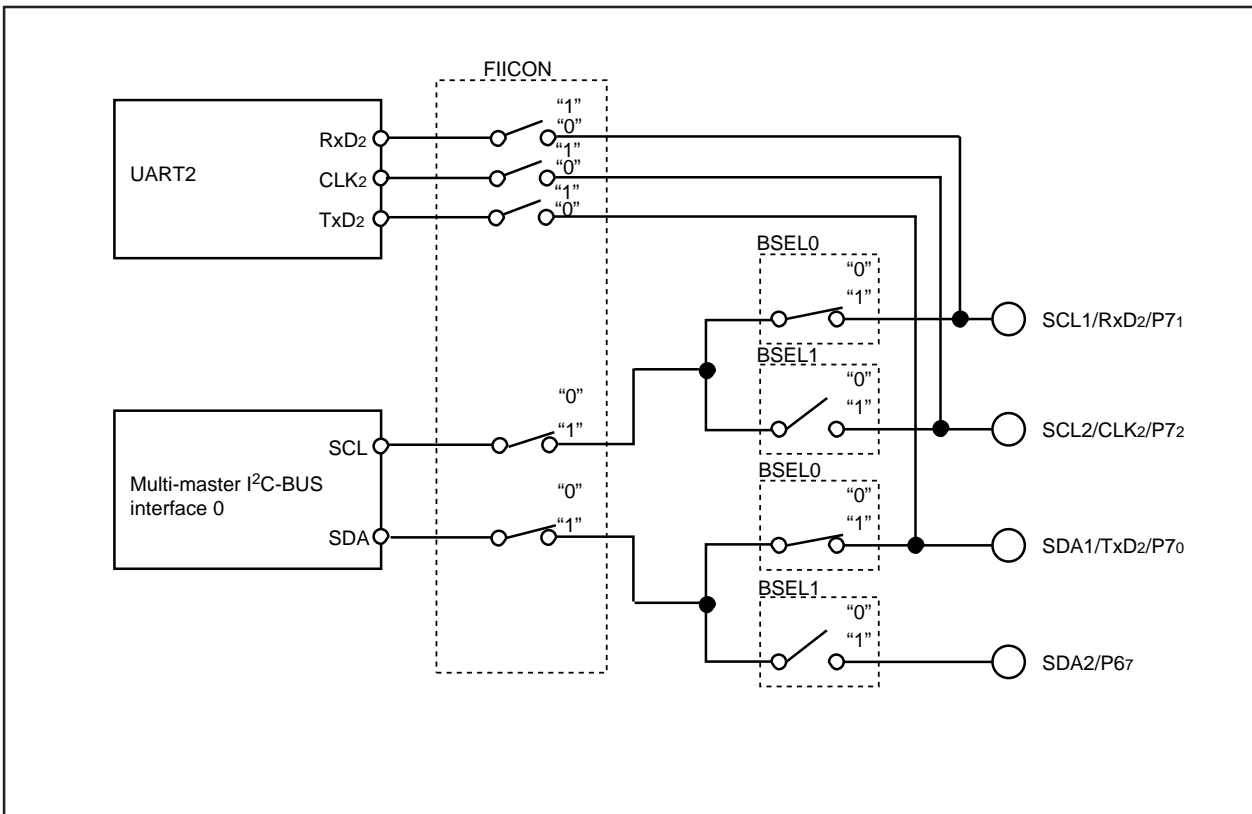 FIICON
“1”
RxD2
“0”
“1”
UART2
CLK2
“0”
“1”
TxD2
“0”
BSEL0
“0”
“1”
SCL1/RxD2/P71
BSEL1
“0”
“1”
SCL2/CLK2/P72
“0”
“1”
SCL
Multi-master I2C-BUS
interface 0
“0”
“1”
SDA
BSEL0
“0”
“1”
SDA1/TxD2/P70
BSEL1
“0”
“1”
SDA2/P67